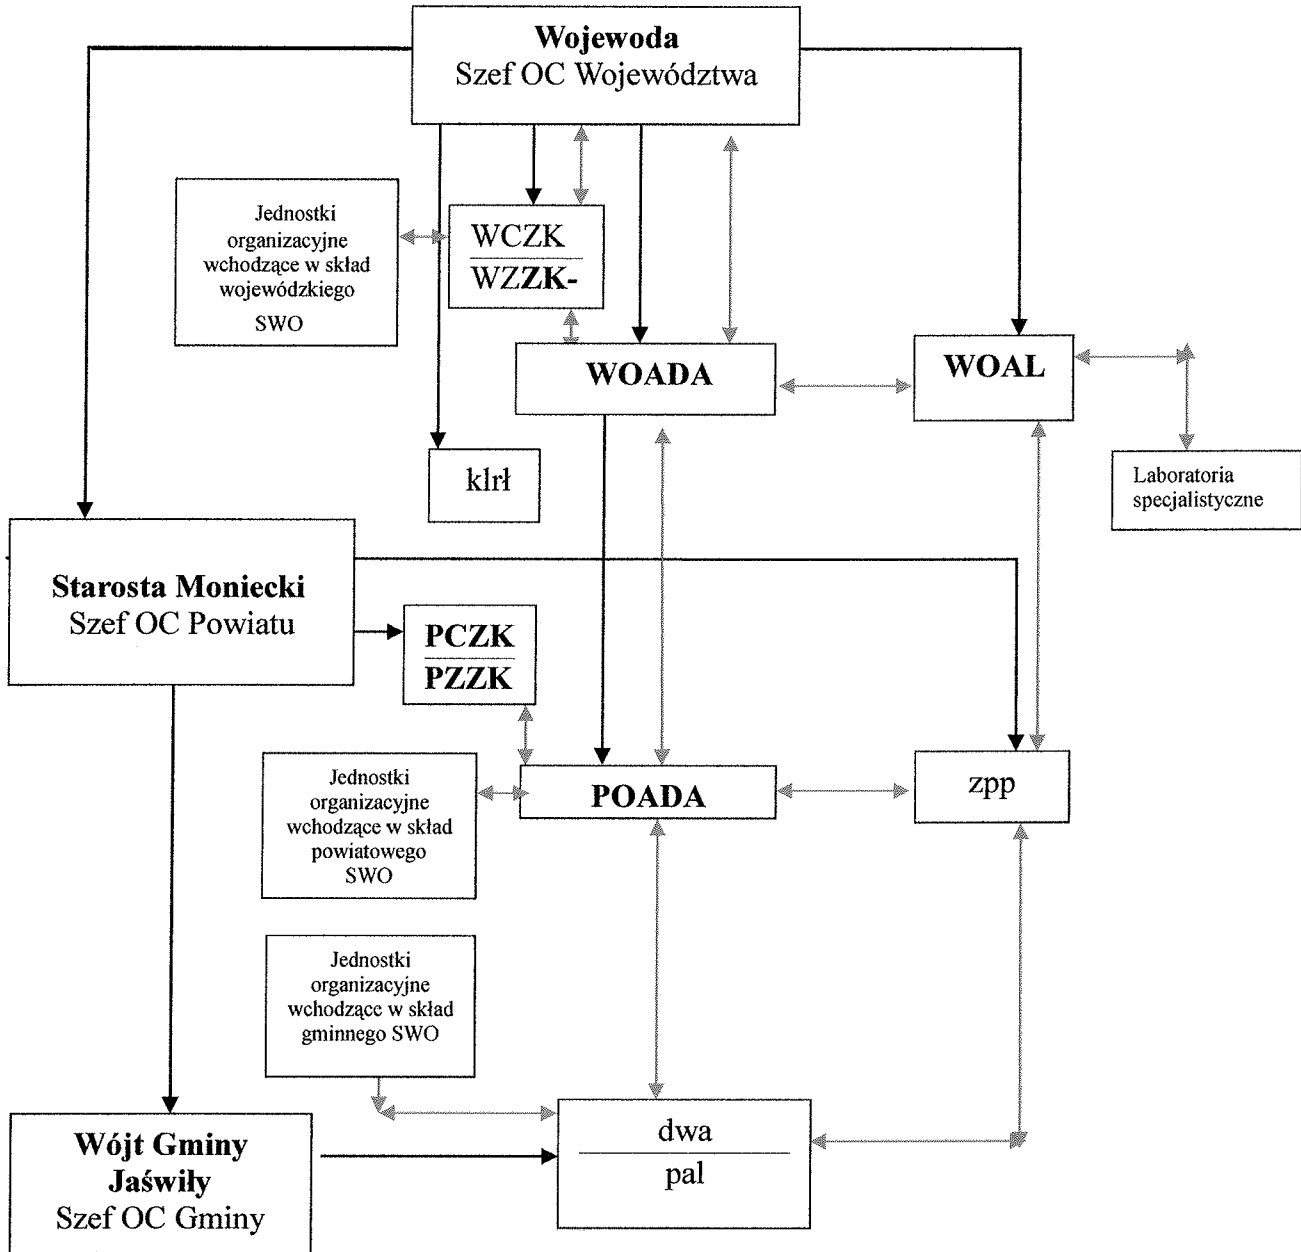 Wojewoda
Szef OC Województwa
Jednostki
organizacyjne
wchodzące w skład
wojewódzkiego
SWO
WCZK
WZZK-
WOADA
WOAL
klrł
Laboratoria
specjalistyczne
Starosta Moniecki
Szef OC Powiatu
PCZK
PZZK
Jednostki
organizacyjne
wchodzące w skład
powiatowego
SWO
POADA
zpp
Jednostki
organizacyjne
wchodzące w skład
gminnego SWO
Wójt Gminy
Jaświły
Szef OC Gminy
dwa
pal